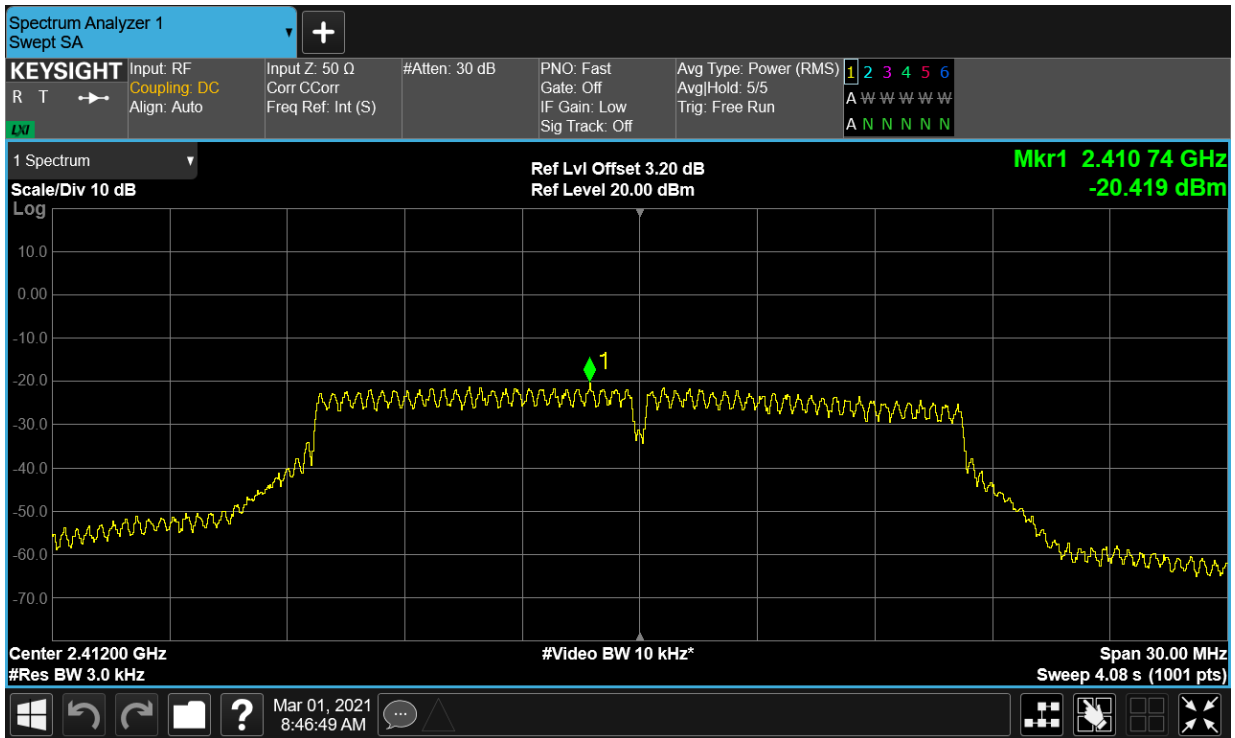 Spectrum Analyzer 1
Swept SA
KEYSIGHT
R T
LXI
Input: RF
Coupling: DC
Align: Auto
Input Z: 50 Ω
Corr CCorr
Freq Ref: Int (S)
#Atten: 30 dB
PNO: Fast
Gate: Off
IF Gain: Low
Sig Track: Off
Avg Type: Power (RMS)
Avg|Hold: 5/5
Trig: Free Run
1 2 3 4 5 6
A W W W W W
A N N N N N
1 Spectrum
Scale/Div 10 dB
Ref Lvl Offset 3.20 dB
Ref Level 20.00 dBm
Mkr1 2.410 74 GHz
-20.419 dBm
Log
10.0
0.00
-10.0
-20.0
-30.0
-40.0
-50.0
-60.0
-70.0
1
Center 2.41200 GHz
#Res BW 3.0 kHz
#Video BW 10 kHz*
Span 30.00 MHz
Sweep 4.08 s (1001 pts)
?
Mar 01, 2021
8:46:49 AM